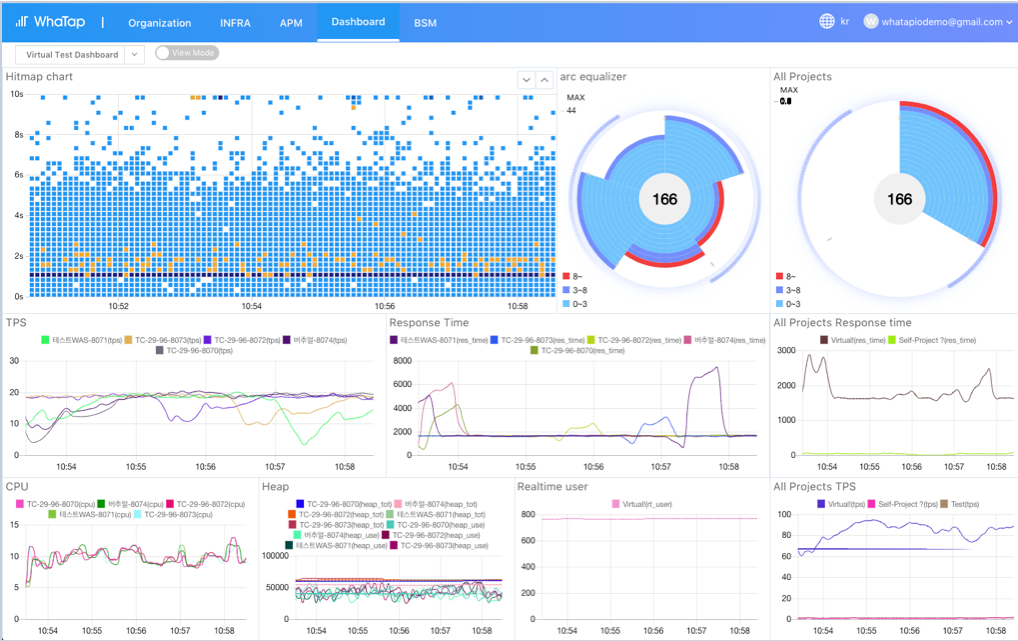 WhaTap | Organization INFRA APM Dashboard BSM kr W whatapiodemo@gmail.com
Virtual Test Dashboard View Mode
Hitmap chart
10s
8s
6s
4s
2s
0s
10:52 10:54 10:56 10:58
arc equalizer
MAX
44
166
8~
3~8
0~3
All Projects
MAX
166
8~
3~8
0~3
TPS
테스트WAS-8071(tps) TC-29-96-8073(tps) TC-29-96-8072(tps) 버추얼-8074(tps)
TC-29-96-8070(tps)
30
20
10
0
10:54 10:55 10:56 10:57 10:58
Response Time
테스트WAS-8071(res_time) TC-29-96-8073(res_time) TC-29-96-8072(res_time) 버추얼-8074(res_time)
TC-29-96-8070(res_time)
8000
6000
4000
2000
0
10:54 10:55 10:56 10:57 10:58
All Projects Response time
Virtual!(res_time) Self-Project ?(res_time)
3000
2000
1000
0
10:54 10:55 10:56 10:57 10:58
CPU
TC-29-96-8070(cpu) 버추얼-8074(cpu) TC-29-96-8072(cpu)
테스트WAS-8071(cpu) TC-29-96-8073(cpu)
15
10
5
0
10:54 10:55 10:56 10:57 10:58
Heap
TC-29-96-8070(heap_tot) 버추얼-8074(heap_tot)
TC-29-96-8072(heap_tot) 테스트WAS-8071(heap_tot)
TC-29-96-8073(heap_tot) TC-29-96-8070(heap_use)
버추얼-8074(heap_use) TC-29-96-8072(heap_use)
테스트WAS-8071(heap_use) TC-29-96-8073(heap_use)
100000
50000
0
10:54 10:55 10:56 10:57 10:58
Realtime user
Virtual!(rt_user)
800
600
400
200
0
10:54 10:55 10:56 10:57 10:58
All Projects TPS
Virtual!(tps) Self-Project ?(tps) Test(tps)
100
80
60
40
20
0
10:54 10:55 10:56 10:57 10:58